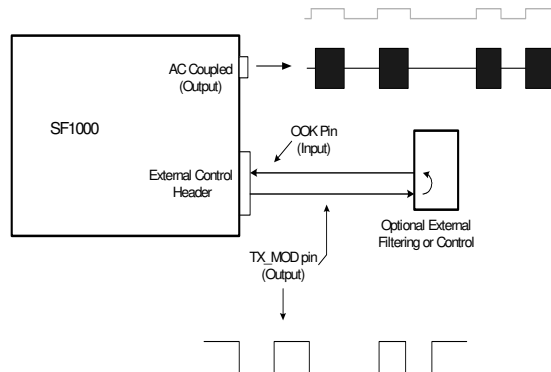 AC Coupled
(Output)
SF1000
OOK Pin
(Input)
External Control
Header
Optional External
Filtering or Control
TX_MOD pin
(Output)